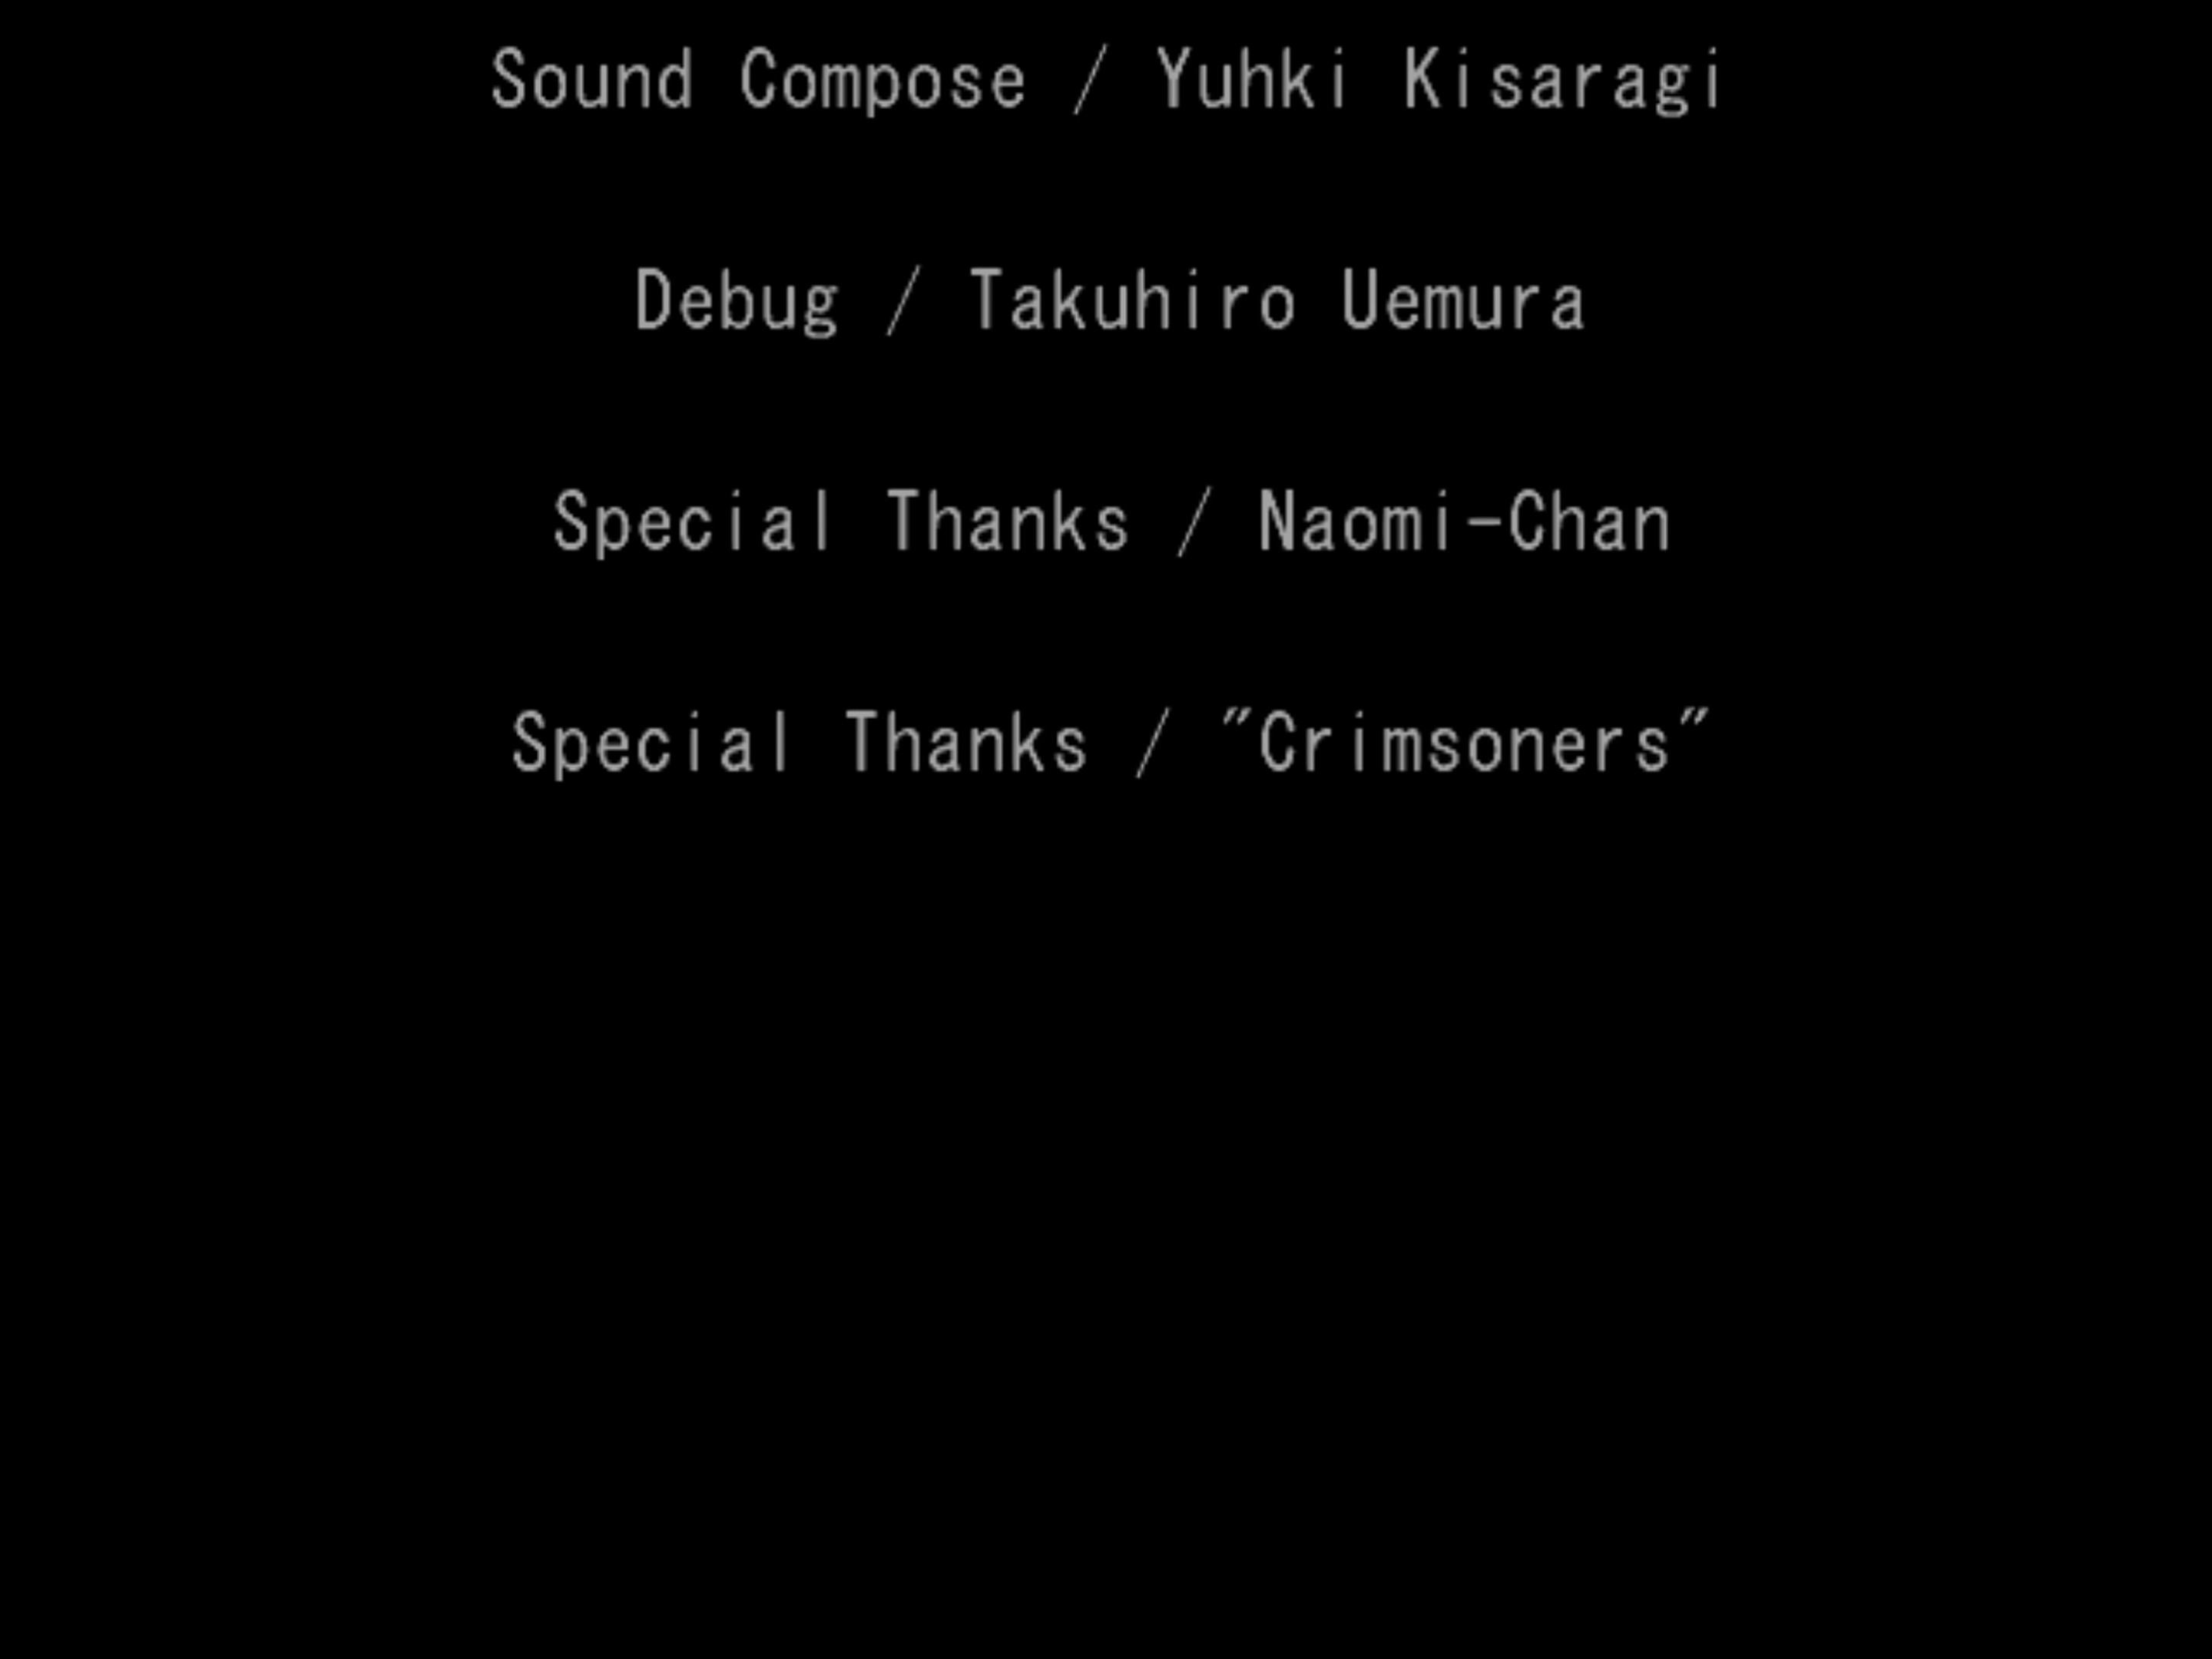 Sound Compose / Yuhki Kisaragi
Debug / Takuhiro Uemura
Special Thanks / Naomi-Chan
Special Thanks / "Crimsoners"